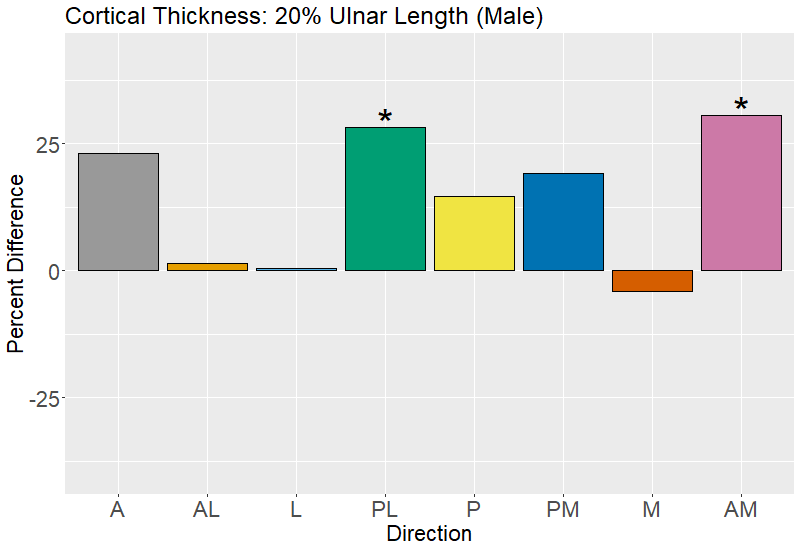 Cortical Thickness: 20% Ulnar Length (Male)
Percent Difference
25
0
-25
*
*
A AL L PL P PM M AM
Direction